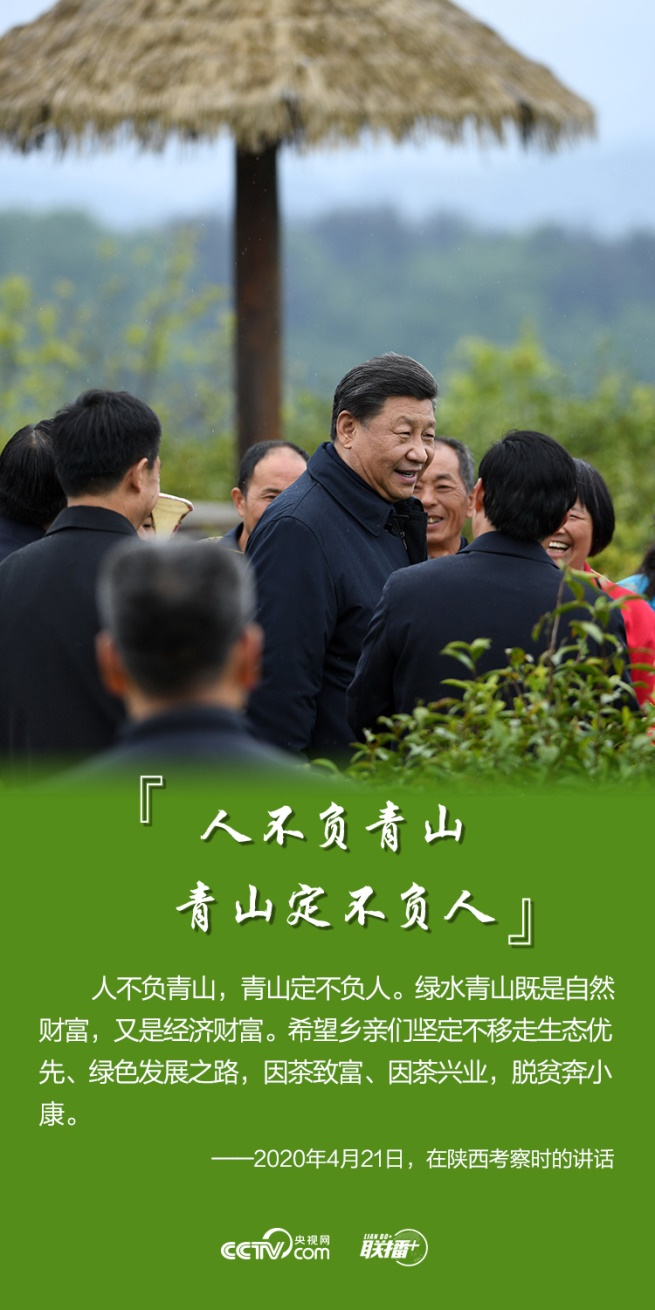 『人不负青山
青山定不负人』
人不负青山，青山定不负人。绿水青山既是自然
财富，又是经济财富。希望乡亲们坚定不移走生态优
先、绿色发展之路，因茶致富、因茶兴业，脱贫奔小
康。
——2020年4月21日，在陕西考察时的讲话
CCTV.com 央视网
LIAN BO+
联播+